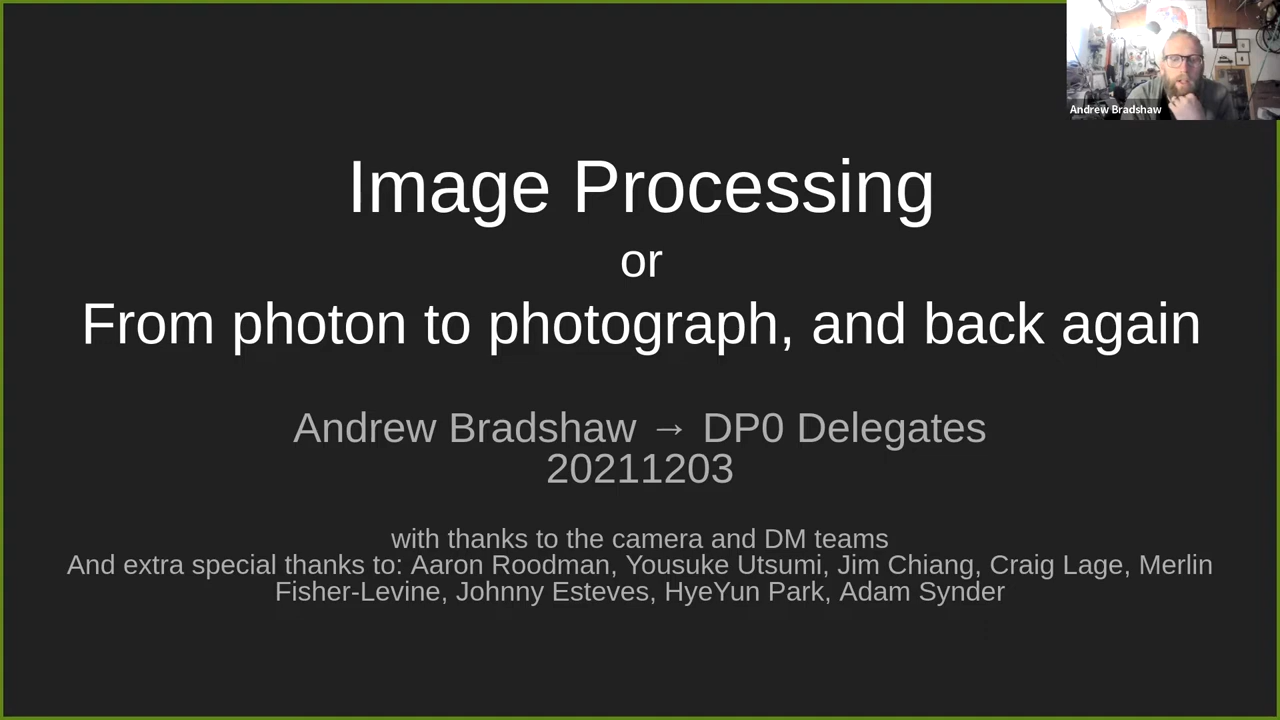 Andrew Bradshaw
Image Processing
or
From photon to photograph, and back again
Andrew Bradshaw → DP0 Delegates
20211203
with thanks to the camera and DM teams
And extra special thanks to: Aaron Roodman, Yousuke Utsumi, Jim Chiang, Craig Lage, Merlin
Fisher-Levine, Johnny Esteves, HyeYun Park, Adam Synder